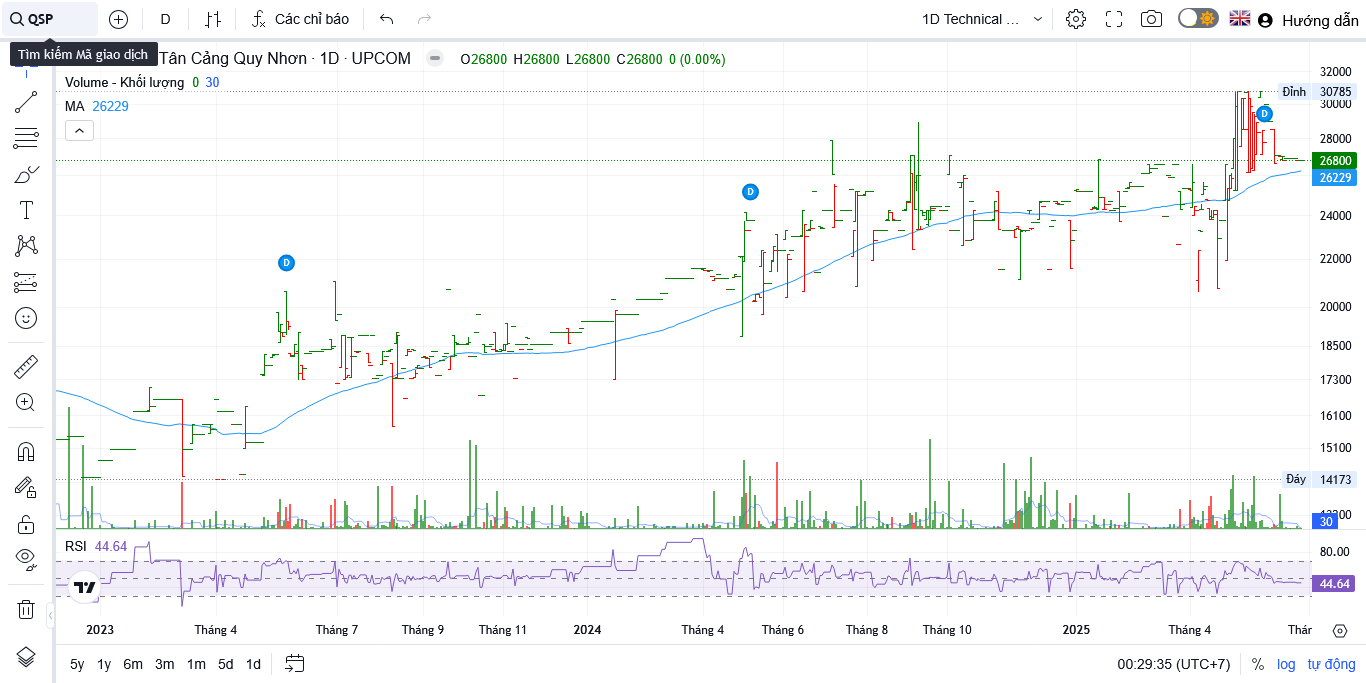 QSP
D
Các chỉ báo
1D Technical ...
Hướng dẫn
Tìm kiếm Mã giao dịch
Tân Cảng Quy Nhơn · 1D · UPCOM
O26800 H26800 L26800 C26800 0 (0.00%)
Volume - Khối lượng 0 30
MA 26229
32000
Đỉnh 30785
30000
28000
26800
26229
24000
22000
20000
18500
17300
16100
15100
Đáy 14173
30
D
D
D
RSI 44.64
80.00
44.64
2023
Tháng 4
Tháng 7
Tháng 9
Tháng 11
2024
Tháng 4
Tháng 6
Tháng 8
Tháng 10
2025
Tháng 4
Thár
5y 1y 6m 3m 1m 5d 1d
00:29:35 (UTC+7)
% log tự động